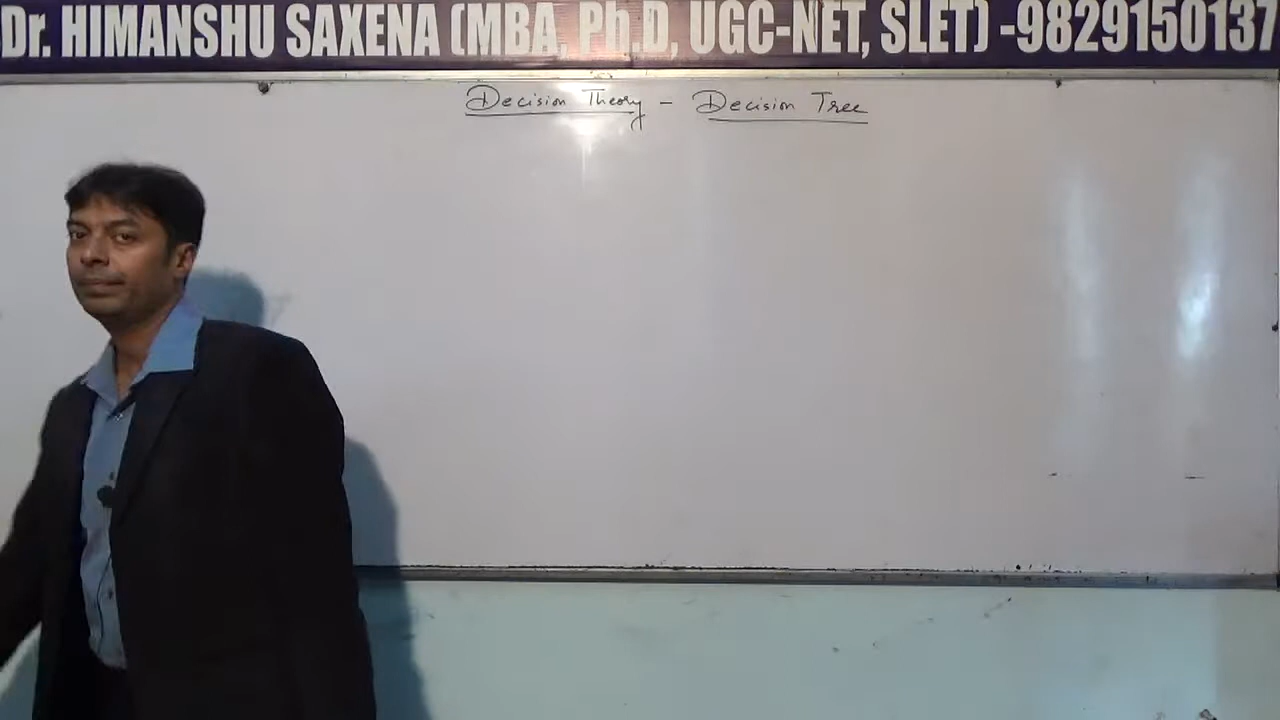 Dr. HIMANSHU SAXENA (MBA, Ph.D, UGC-NET, SLET) -9829150137
Decision Theory - Decision Tree